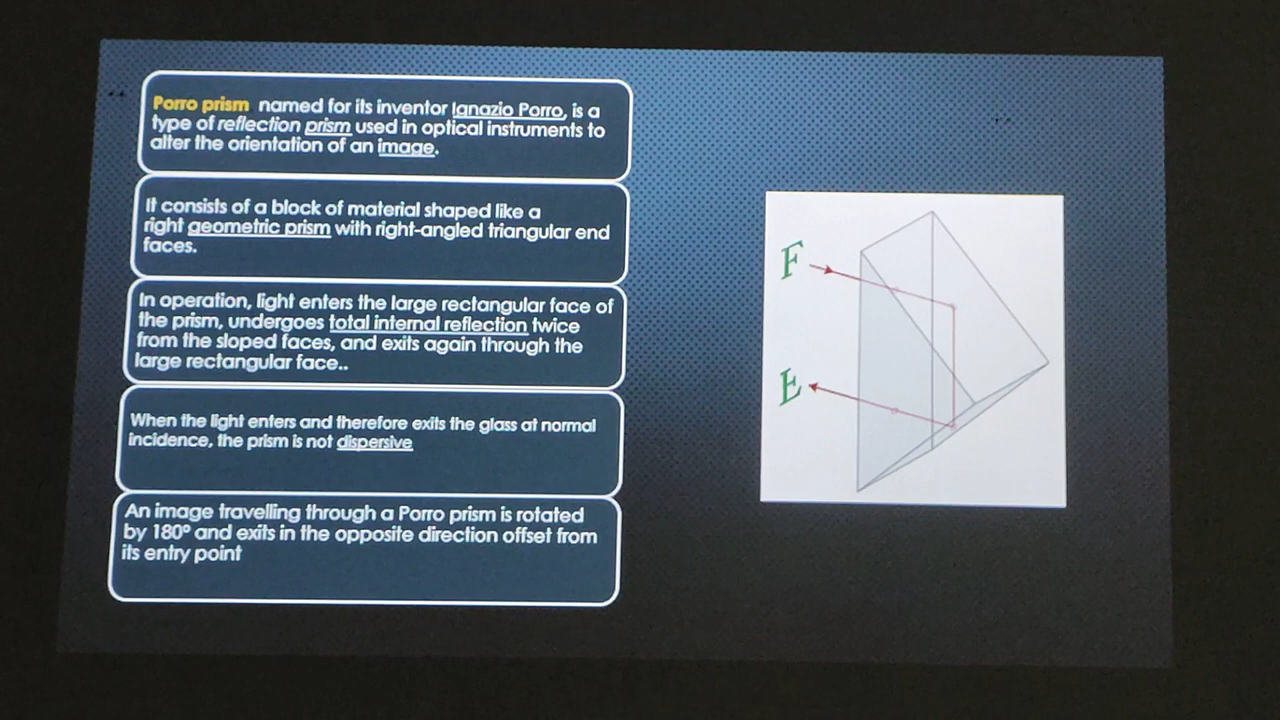 Porro prism named for its inventor Ignazio Porro, is a
type of reflection prism used in optical instruments to
alter the orientation of an image.
It consists of a block of material shaped like a
right geometric prism with right-angled triangular end
faces.
In operation, light enters the large rectangular face of
the prism, undergoes total internal reflection twice
from the sloped faces, and exits again through the
large rectangular face..
When the light enters and therefore exits the glass at normal
incidence, the prism is not dispersive
An image travelling through a Porro prism is rotated
by 180° and exits in the opposite direction offset from
its entry point
F
E